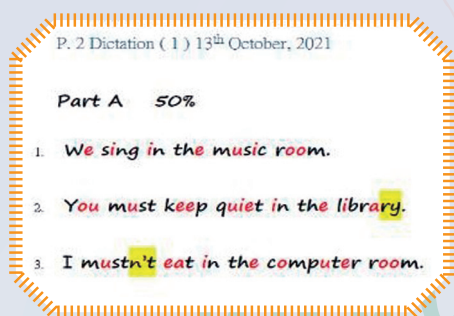 P. 2 Dictation ( 1 ) 13th October, 2021
Part A 50%
1. We sing in the music room.
2. You must keep quiet in the library.
3. I mustn't eat in the computer room.